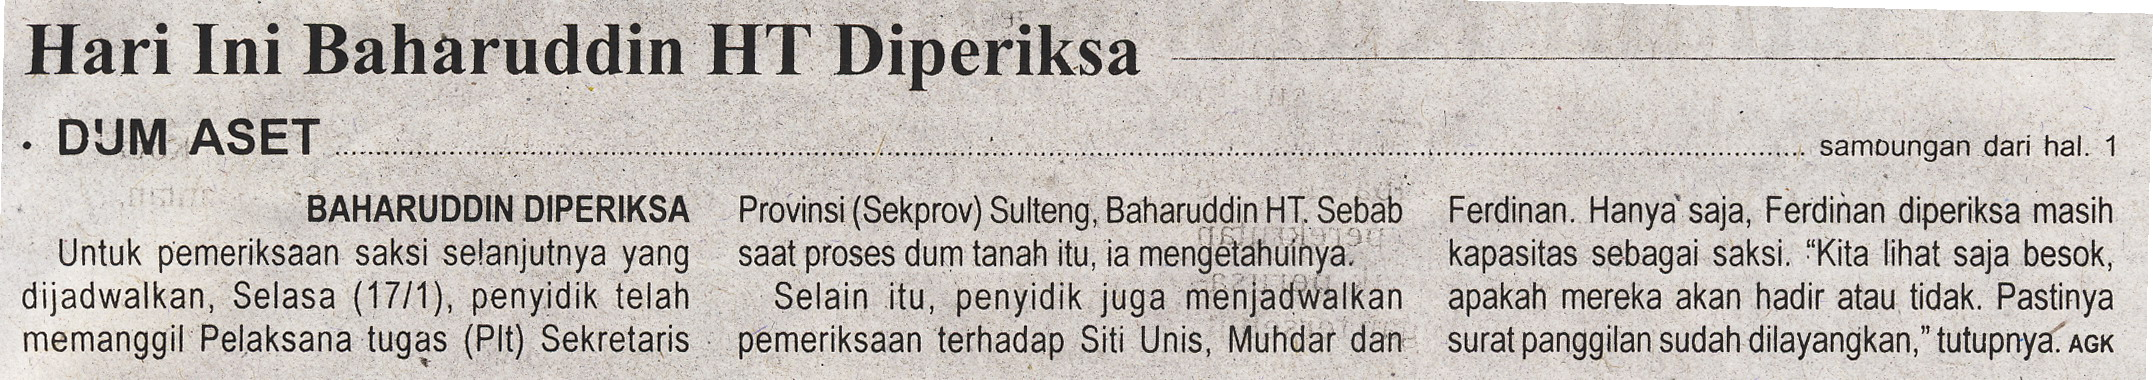 Hari Ini Baharuddin HT Diperiksa
· DUM ASET ........ sambungan dari hal. 1
BAHARUDDIN DIPERIKSA
Untuk pemeriksaan saksi selanjutnya yang
dijadwalkan, Selasa (17/1), penyidik telah
memanggil Pelaksana tugas (Plt) Sekretaris
Provinsi (Sekprov) Sulteng, Baharuddin HT. Sebab
saat proses dum tanah itu, ia mengetahuinya.
Selain itu, penyidik juga menjadwalkan
pemeriksaan terhadap Siti Unis, Muhdar dan
Ferdinan. Hanya saja, Ferdinan diperiksa masih
kapasitas sebagai saksi. “Kita lihat saja besok,
apakah mereka akan hadir atau tidak. Pastinya
surat panggilan sudah dilayangkan,” tutupnya. AGK